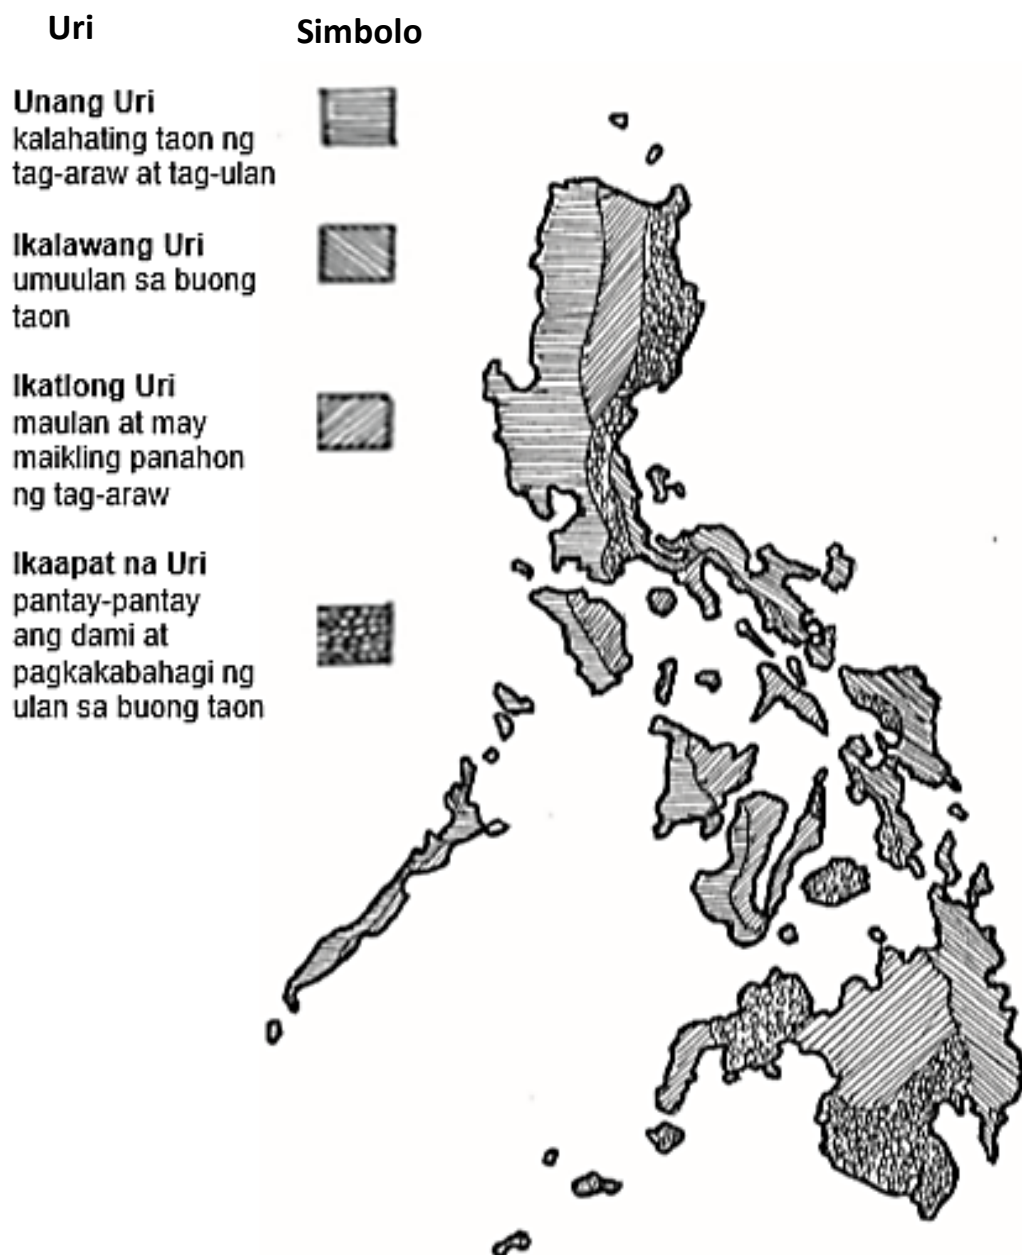 Uri
Simbolo
Unang Uri
kalahating taon ng
tag-araw at tag-ulan
Ikalawang Uri
umuulan sa buong
taon
Ikatlong Uri
maulan at may
maikling panahon
ng tag-araw
Ikaapat na Uri
pantay-pantay
ang dami at
pagkakabahagi ng
ulan sa buong taon